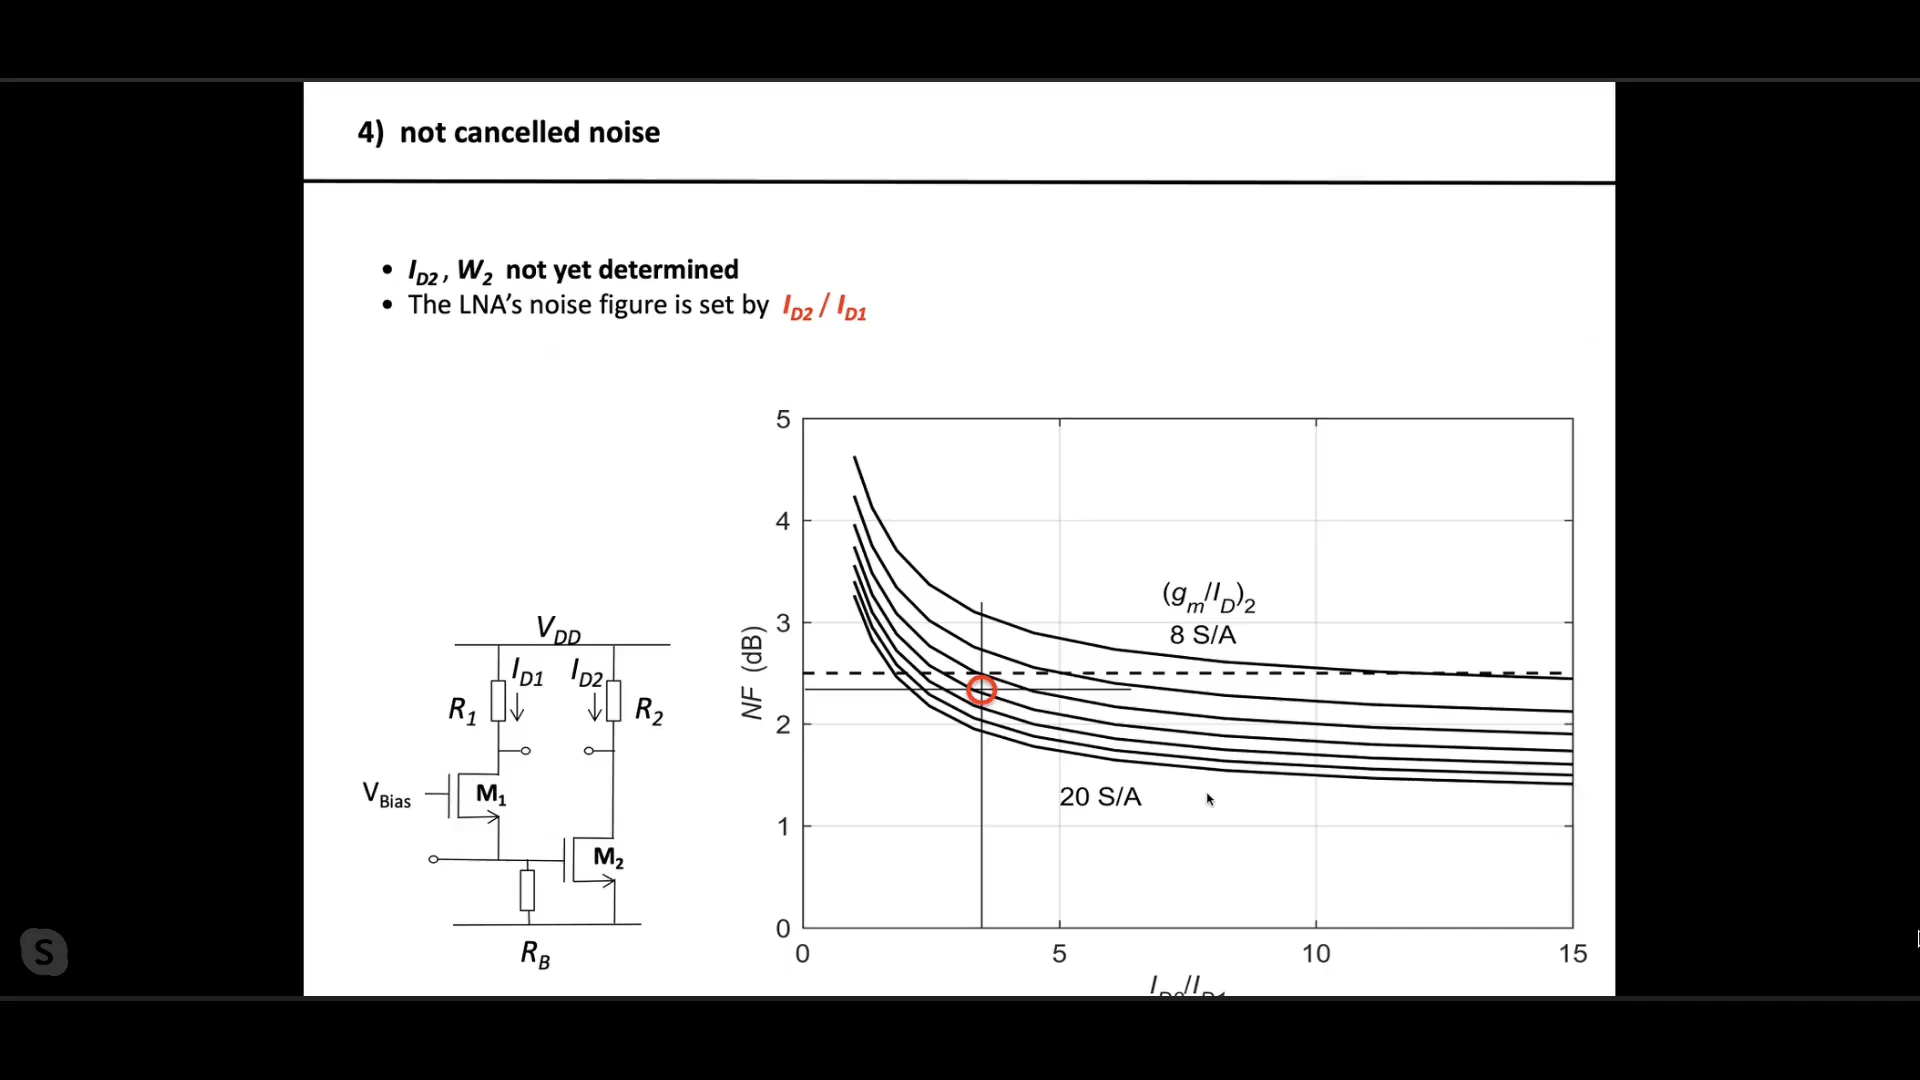 4) not cancelled noise
• I_D2, W_2 not yet determined
• The LNA's noise figure is set by I_D2 / I_D1
5
4
3
2
1
0
NF (dB)
(g_m/I_D)_2
8 S/A
20 S/A
0 5 10 15
V_DD
I_D1 I_D2
R_1 R_2
V_Bias M_1
M_2
R_B
S